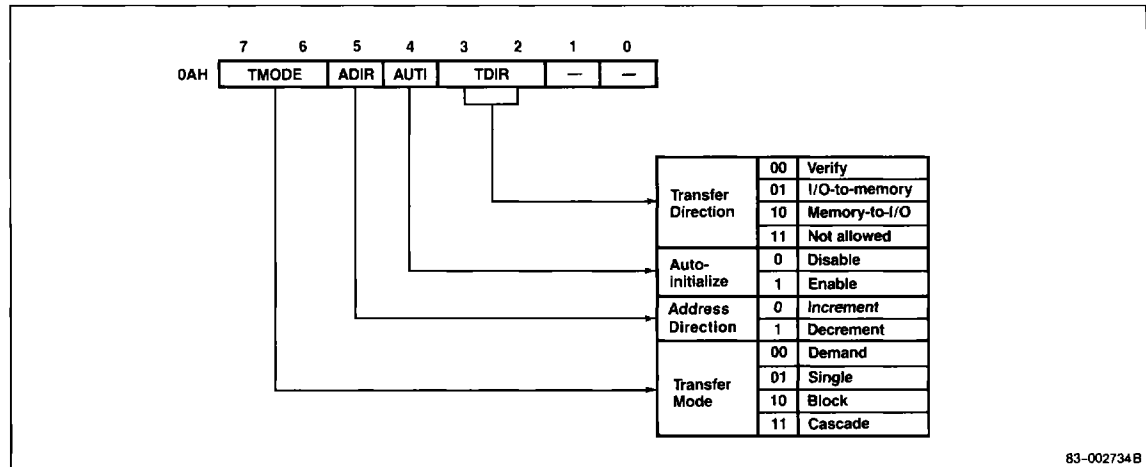 7 6 5 4 3 2 1 0
0AH TMODE ADIR AUTI TDIR — —
Transfer Direction
00 Verify
01 I/O-to-memory
10 Memory-to-I/O
11 Not allowed
Auto-initialize
0 Disable
1 Enable
Address Direction
0 Increment
1 Decrement
Transfer Mode
00 Demand
01 Single
10 Block
11 Cascade
83-002734B